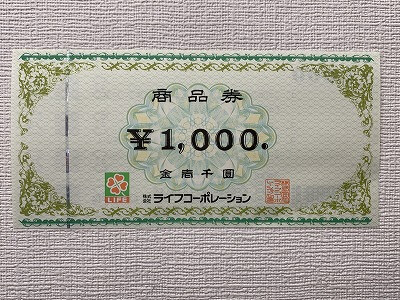 商品券
¥1,000.
金壱千圓
LIFE
株式会社 ライフコーポレーション